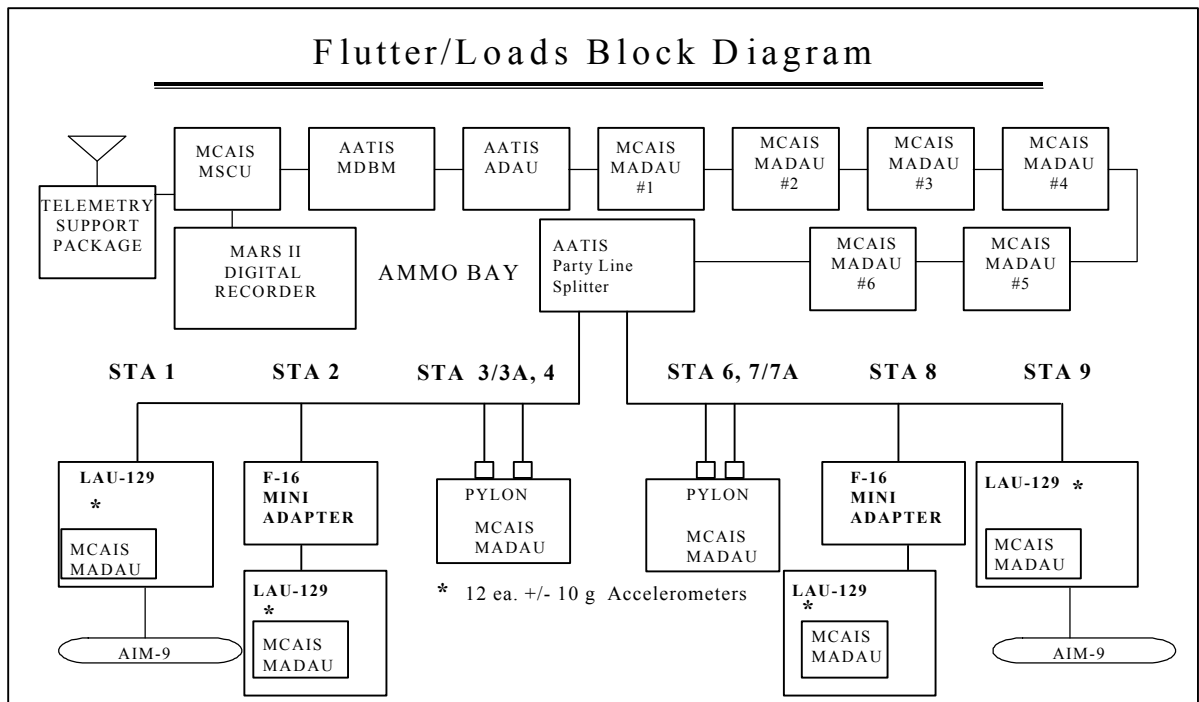 Flutter/Loads Block Diagram
MCAIS
MSCU
AATIS
MDBM
AATIS
ADAU
MCAIS
MADAU
#1
MCAIS
MADAU
#2
MCAIS
MADAU
#3
MCAIS
MADAU
#4
TELEMETRY
SUPPORT
PACKAGE
MARS II
DIGITAL
RECORDER
AMMO BAY
AATIS
Party Line
Splitter
MCAIS
MADAU
#6
MCAIS
MADAU
#5
STA 1
STA 2
STA 3/3A, 4
STA 6, 7/7A
STA 8
STA 9
LAU-129
*
MCAIS
MADAU
AIM-9
F-16
MINI
ADAPTER
LAU-129
*
MCAIS
MADAU
PYLON
MCAIS
MADAU
PYLON
MCAIS
MADAU
* 12 ea. +/- 10 g Accelerometers
F-16
MINI
ADAPTER
LAU-129
*
MCAIS
MADAU
LAU-129 *
MCAIS
MADAU
AIM-9